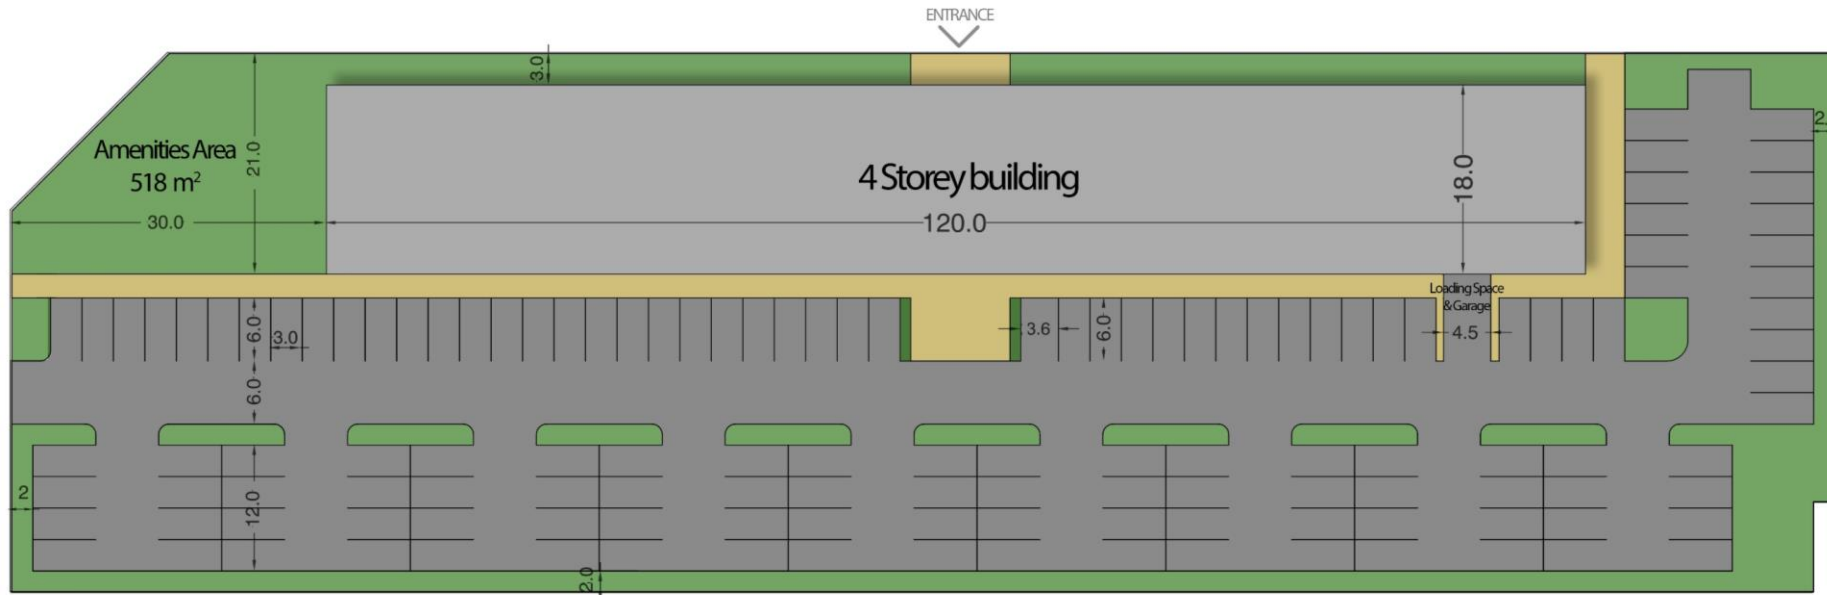 ENTRANCE
3.0
2.
Amenities Area
518 m²
21.0
4 Storey building
18.0
30.0
120.0
Loading Space
& Garage
6.0
3.0
3.6
6.0
4.5
6.0
2
12.0
2.0